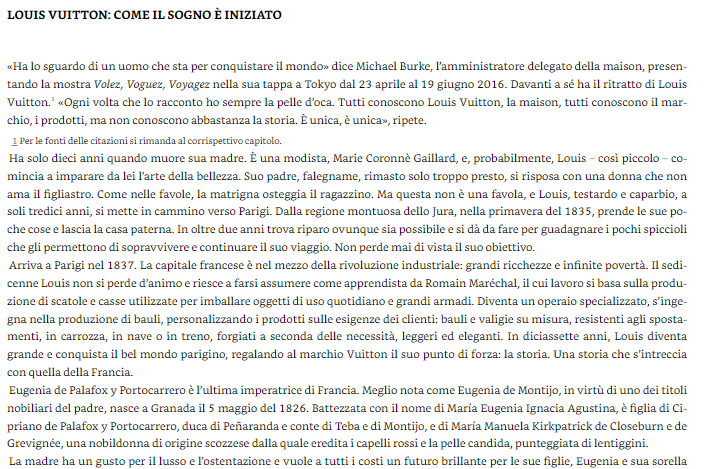 LOUIS VUITTON: COME IL SOGNO È INIZIATO
«Ha lo sguardo di un uomo che sta per conquistare il mondo» dice Michael Burke, l'amministratore delegato della maison, presen-
tando la mostra Volez, Voguez, Voyagez nella sua tappa a Tokyo dal 23 aprile al 19 giugno 2016. Davanti a sé ha il ritratto di Louis
Vuitton.1 «Ogni volta che lo racconto ho sempre la pelle d'oca. Tutti conoscono Louis Vuitton, la maison, tutti conoscono il mar-
chio, i prodotti, ma non conoscono abbastanza la storia. È unica, è unica», ripete.
1 Per le fonti delle citazioni si rimanda al corrispettivo capitolo.
Ha solo dieci anni quando muore sua madre. È una modista, Marie Coronnè Gaillard, e, probabilmente, Louis – così piccolo – co-
mincia a imparare da lei l'arte della bellezza. Suo padre, falegname, rimasto solo troppo presto, si risposa con una donna che non
ama il figliastro. Come nelle favole, la matrigna osteggia il ragazzino. Ma questa non è una favola, e Louis, testardo e caparbio, a
soli tredici anni, si mette in cammino verso Parigi. Dalla regione montuosa dello Jura, nella primavera del 1835, prende le sue po-
che cose e lascia la casa paterna. In oltre due anni trova riparo ovunque sia possibile e si dà da fare per guadagnare i pochi spiccioli
che gli permettono di sopravvivere e continuare il suo viaggio. Non perde mai di vista il suo obiettivo.
Arriva a Parigi nel 1837. La capitale francese è nel mezzo della rivoluzione industriale: grandi ricchezze e infinite povertà. Il sedi-
cenne Louis non si perde d'animo e riesce a farsi assumere come apprendista da Romain Maréchal, il cui lavoro si basa sulla produ-
zione di scatole e casse utilizzate per imballare oggetti di uso quotidiano e grandi armadi. Diventa un operaio specializzato, s'inge-
gna nella produzione di bauli, personalizzando i prodotti sulle esigenze dei clienti: bauli e valigie su misura, resistenti agli sposta-
menti, in carrozza, in nave o in treno, forgiati a seconda delle necessità, leggeri ed eleganti. In diciassette anni, Louis diventa
grande e conquista il bel mondo parigino, regalando al marchio Vuitton il suo punto di forza: la storia. Una storia che s'intreccia
con quella della Francia.
Eugenia de Palafox y Portocarrero è l'ultima imperatrice di Francia. Meglio nota come Eugenia de Montijo, in virtù di uno dei titoli
nobiliari del padre, nasce a Granada il 5 maggio del 1826. Battezzata con il nome di María Eugenia Ignacia Agustina, è figlia di Ci-
priano de Palafox y Portocarrero, duca di Peñaranda e conte di Teba e di Montijo, e di María Manuela Kirkpatrick de Closeburn e de
Grevignée, una nobildonna di origine scozzese dalla quale eredita i capelli rossi e la pelle candida, punteggiata di lentiggini.
La madre ha un gusto per il lusso e l'ostentazione e vuole a tutti i costi un futuro brillante per le sue figlie, Eugenia e sua sorella